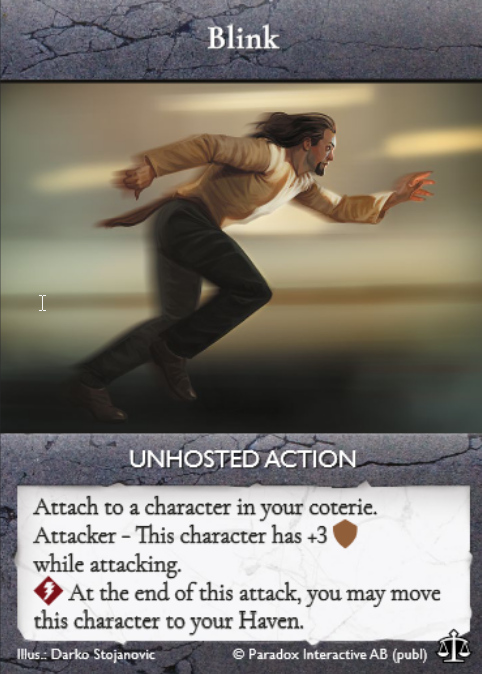 Blink
UNHOSTED ACTION
Attach to a character in your coterie.
Attacker - This character has +3
while attacking.
At the end of this attack, you may move
this character to your Haven.
Illus.: Darko Stojanovic © Paradox Interactive AB (publ)